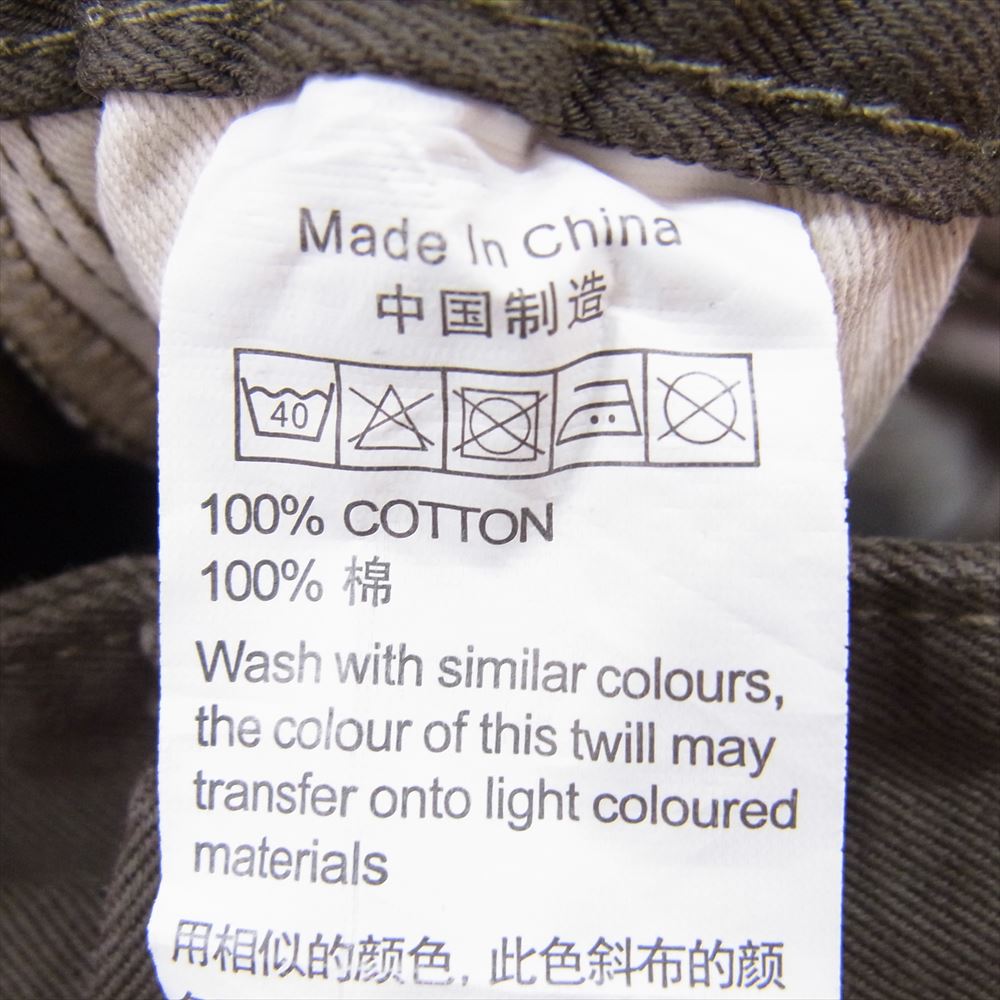 Made In China
中国制造
40
100% COTTON
100% 棉
Wash with similar colours,
the colour of this twill may
transfer onto light coloured
materials
用相似的颜色, 此色斜布的颜